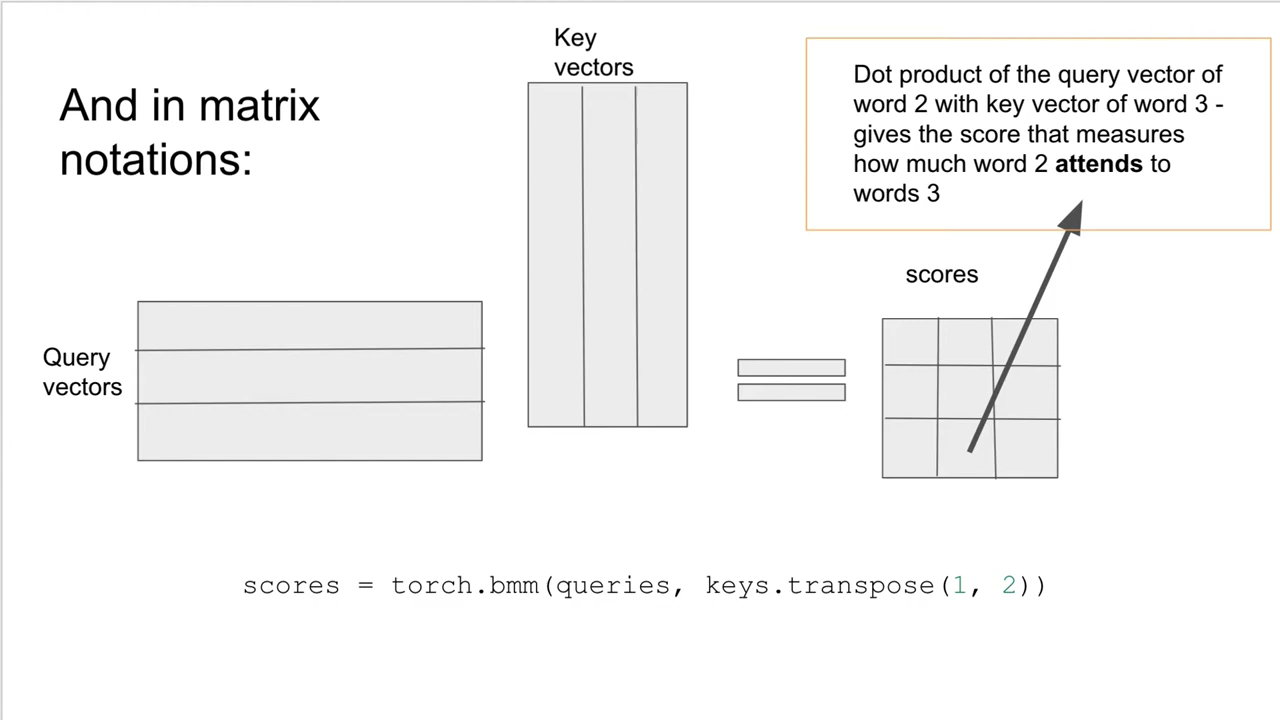 And in matrix
notations:
Key
vectors
Dot product of the query vector of
word 2 with key vector of word 3 -
gives the score that measures
how much word 2 attends to
words 3
scores
Query
vectors
scores = torch.bmm(queries, keys.transpose(1, 2))